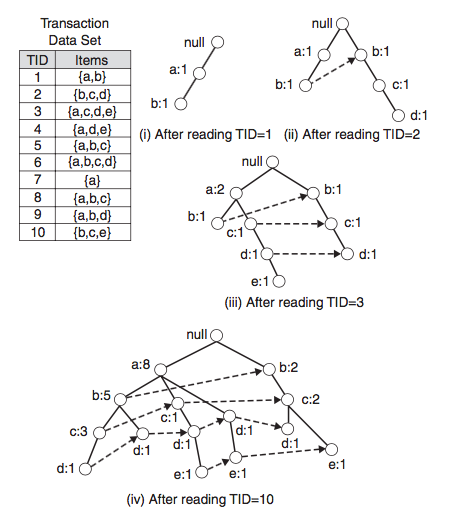 Transaction
Data Set
TID Items
1 {a,b}
2 {b,c,d}
3 {a,c,d,e}
4 {a,d,e}
5 {a,b,c}
6 {a,b,c,d}
7 {a}
8 {a,b,c}
9 {a,b,d}
10 {b,c,e}
null
a:1
b:1
(i) After reading TID=1
null
a:1 b:1
b:1 c:1
d:1
(ii) After reading TID=2
null
a:2 b:1
b:1 c:1 c:1
d:1 d:1
e:1
(iii) After reading TID=3
null
a:8 b:2
b:5 c:2
c:1
c:3 d:1
d:1 d:1 d:1
d:1 e:1 e:1 e:1
(iv) After reading TID=10